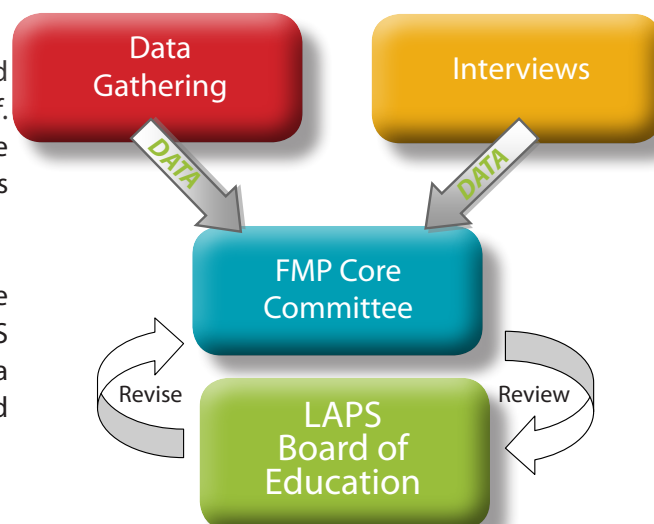 d
f.
e
s
e
S
a
d
Data
Gathering
Interviews
DATA
DATA
FMP Core
Committee
Revise
Review
LAPS
Board of
Education